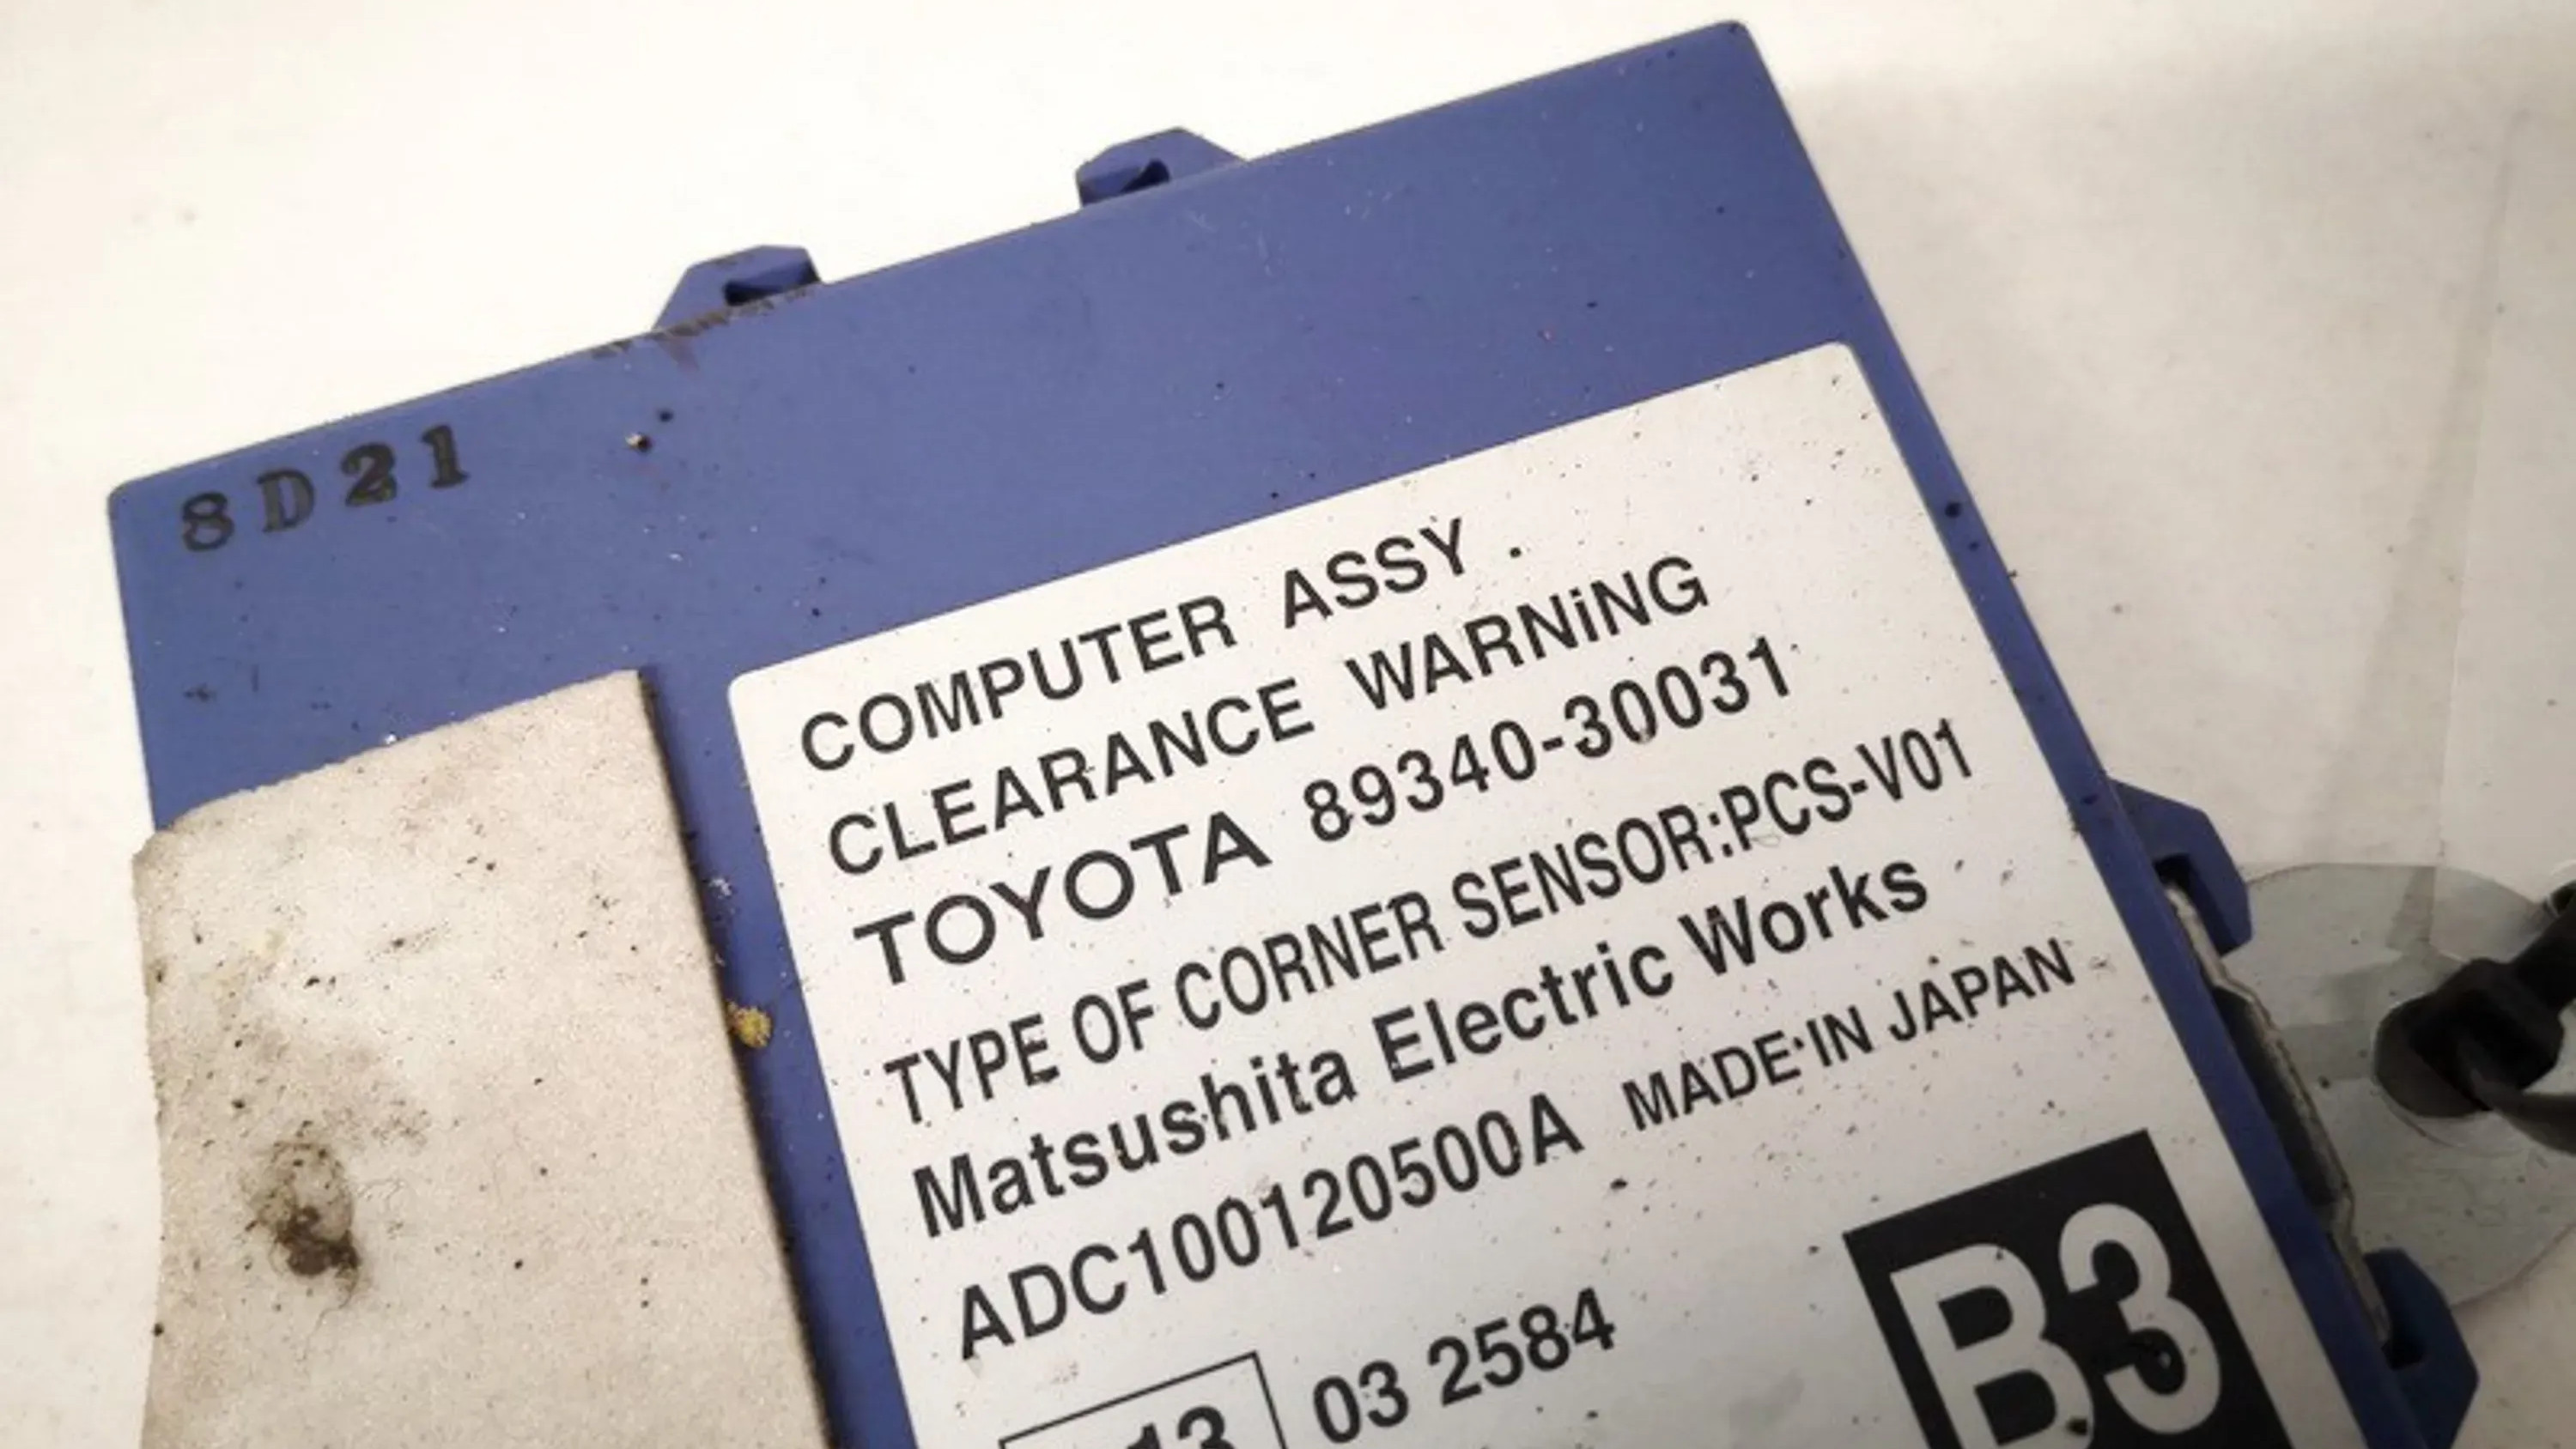 8D21
COMPUTER ASSY .
CLEARANCE WARNiNG
TOYOTA 89340-30031
TYPE OF CORNER SENSOR:PCS-V01
Matsushita Electric Works
ADC100120500A MADE IN JAPAN
13 03 2584
B3